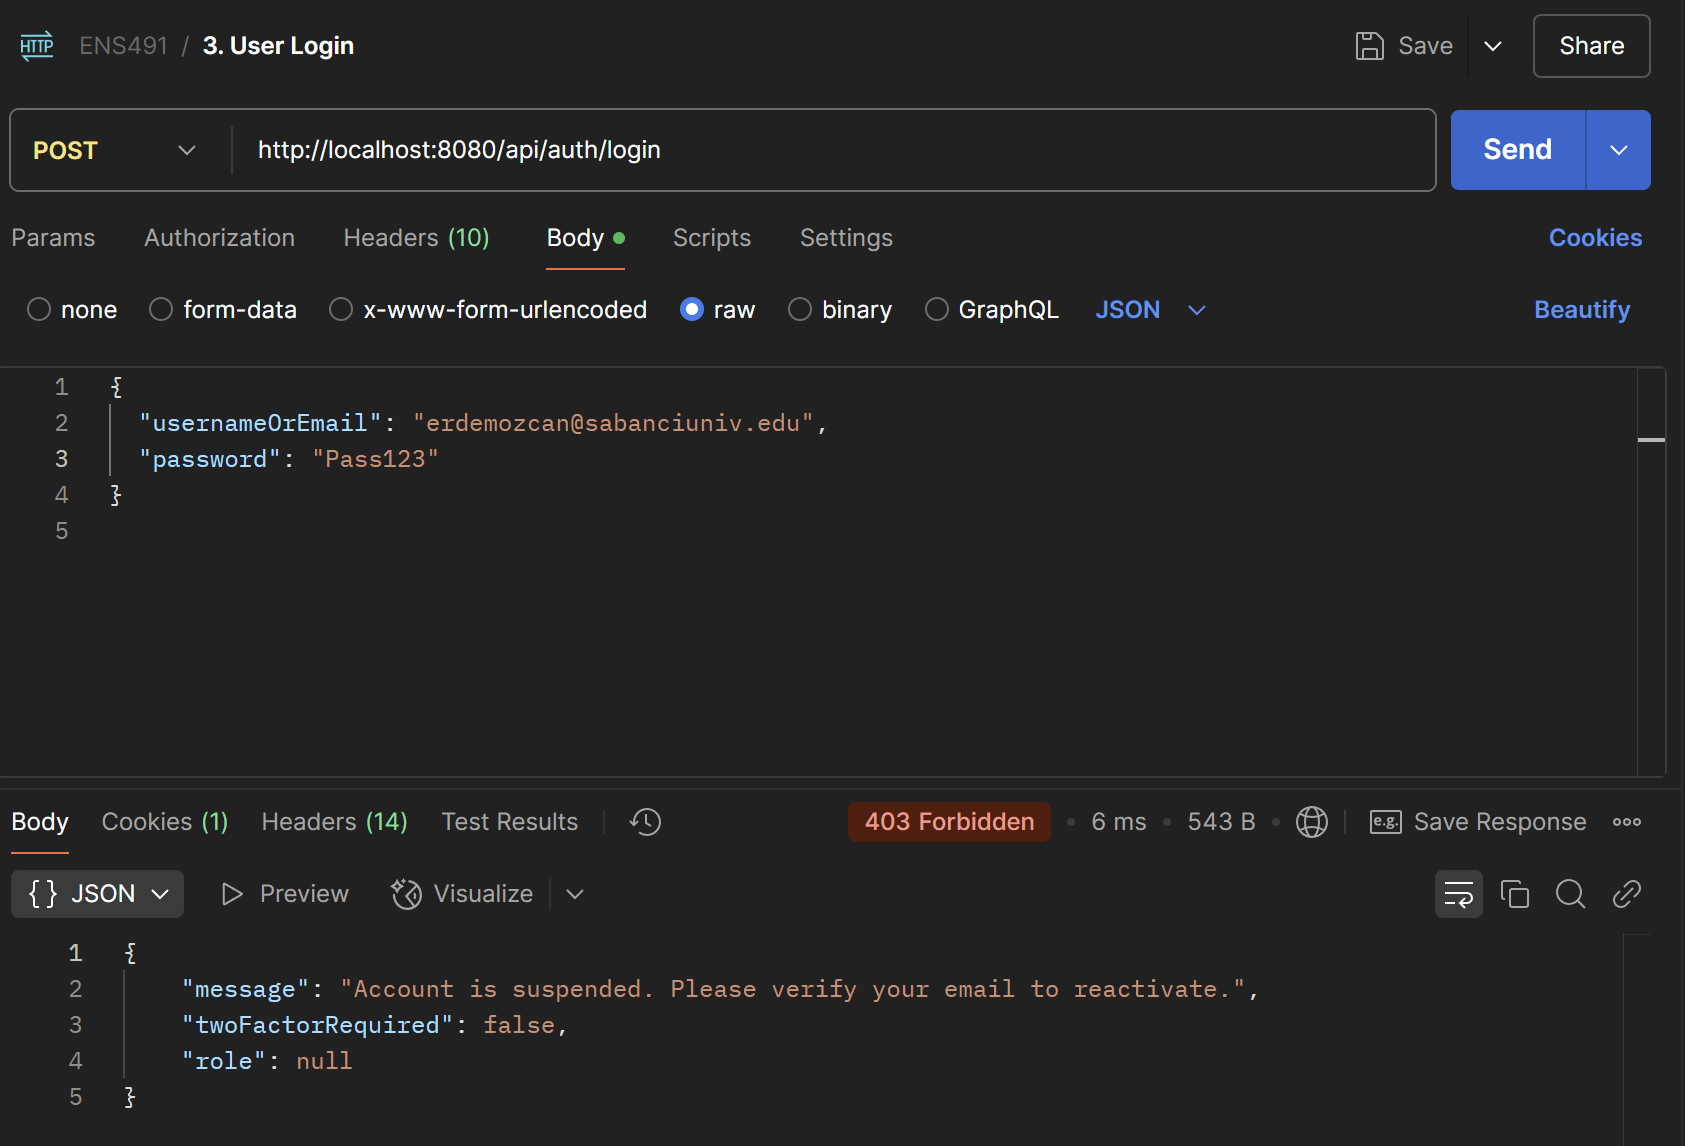 HTTP ENS491 / 3. User Login Save Share
POST http://localhost:8080/api/auth/login Send
Params Authorization Headers (10) Body Scripts Settings Cookies
none form-data x-www-form-urlencoded raw binary GraphQL JSON Beautify
1 {
2 "usernameOrEmail": "erdemozcan@sabanciuniv.edu",
3 "password": "Pass123"
4 }
5
Body Cookies (1) Headers (14) Test Results 403 Forbidden • 6 ms • 543 B • e.g. Save Response
{ } JSON Preview Visualize
1 {
2 "message": "Account is suspended. Please verify your email to reactivate.",
3 "twoFactorRequired": false,
4 "role": null
5 }